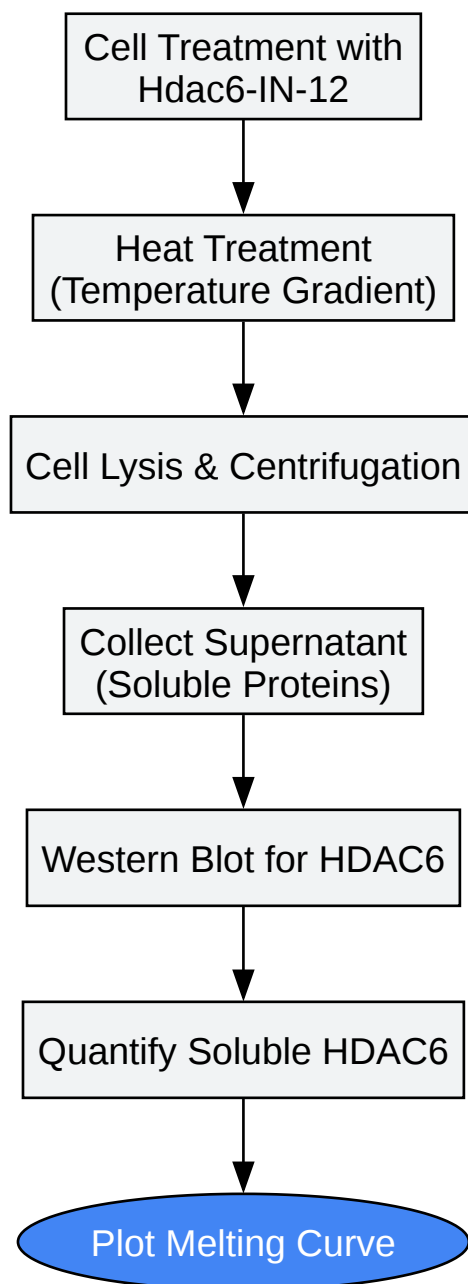 Cell Treatment with
Hdac6-IN-12
Heat Treatment
(Temperature Gradient)
Cell Lysis & Centrifugation
Collect Supernatant
(Soluble Proteins)
Western Blot for HDAC6
Quantify Soluble HDAC6
Plot Melting Curve